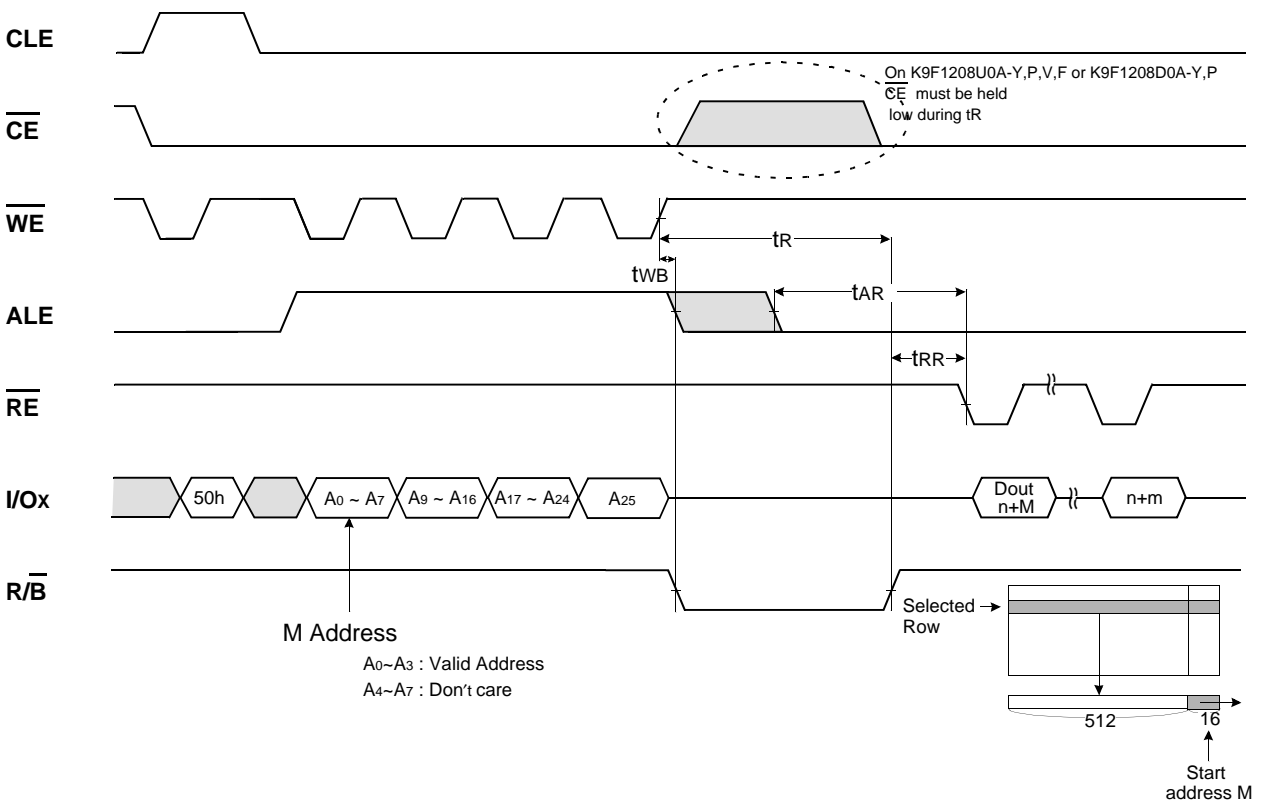 CLE
On K9F1208U0A-Y,P,V,F or K9F1208D0A-Y,P
CE must be held
low during tR
CE
WE
tR
tWB
tAR
ALE
tRR
RE
I/Ox
50h
A0 ~ A7
A9 ~ A16
A17 ~ A24
A25
Dout
n+M
n+m
R/B
Selected
Row
M Address
A0~A3 : Valid Address
A4~A7 : Don't care
512
16
Start
address M